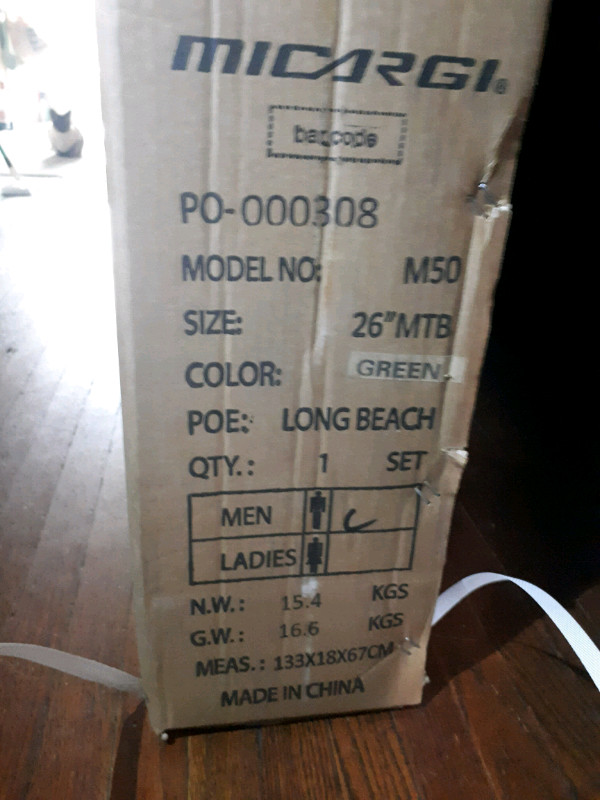 MICARGI®
barcode
PO-000308
MODEL NO: M50
SIZE: 26"MTB
COLOR: GREEN
POE: LONG BEACH
QTY.: 1 SET
MEN
LADIES
N.W.: 15.4 KGS
G.W.: 16.6 KGS
MEAS.: 133X18X67CM
MADE IN CHINA